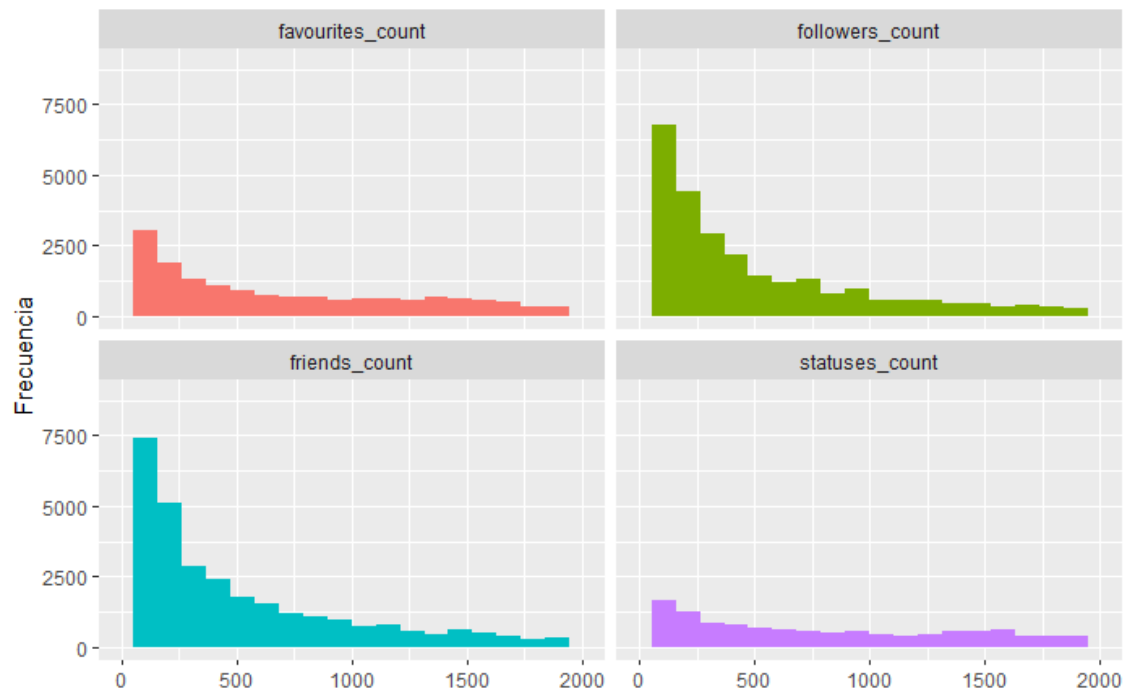 favourites_count
followers_count
7500
5000
2500
0
Frecuencia
friends_count
statuses_count
7500
5000
2500
0
0 500 1000 1500 2000
0 500 1000 1500 2000